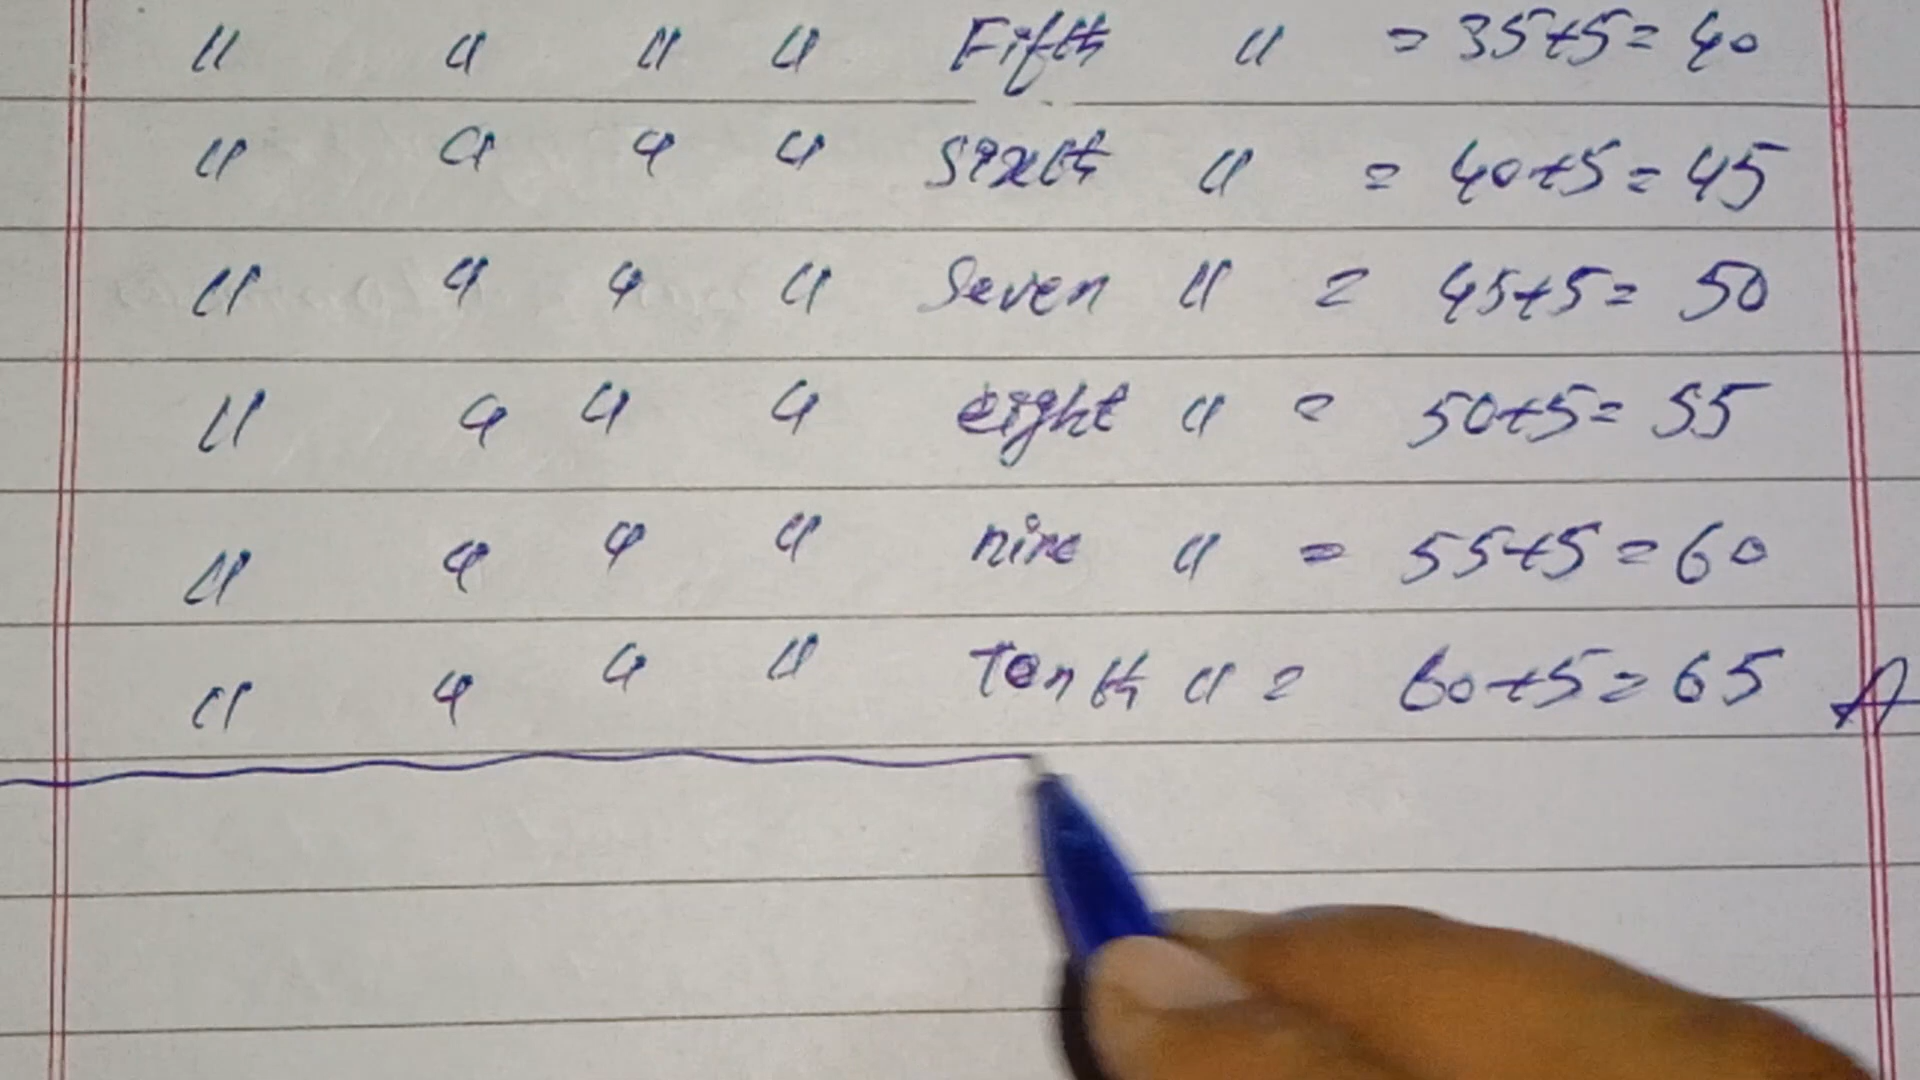 " " " " Fifth " = 35+5= 40
" " " " Sixth " = 40+5= 45
" " " " Seven " = 45+5= 50
" " " " eight " = 50+5= 55
" " " " nine " = 55+5= 60
" " " " Tenth " = 60+5= 65 A